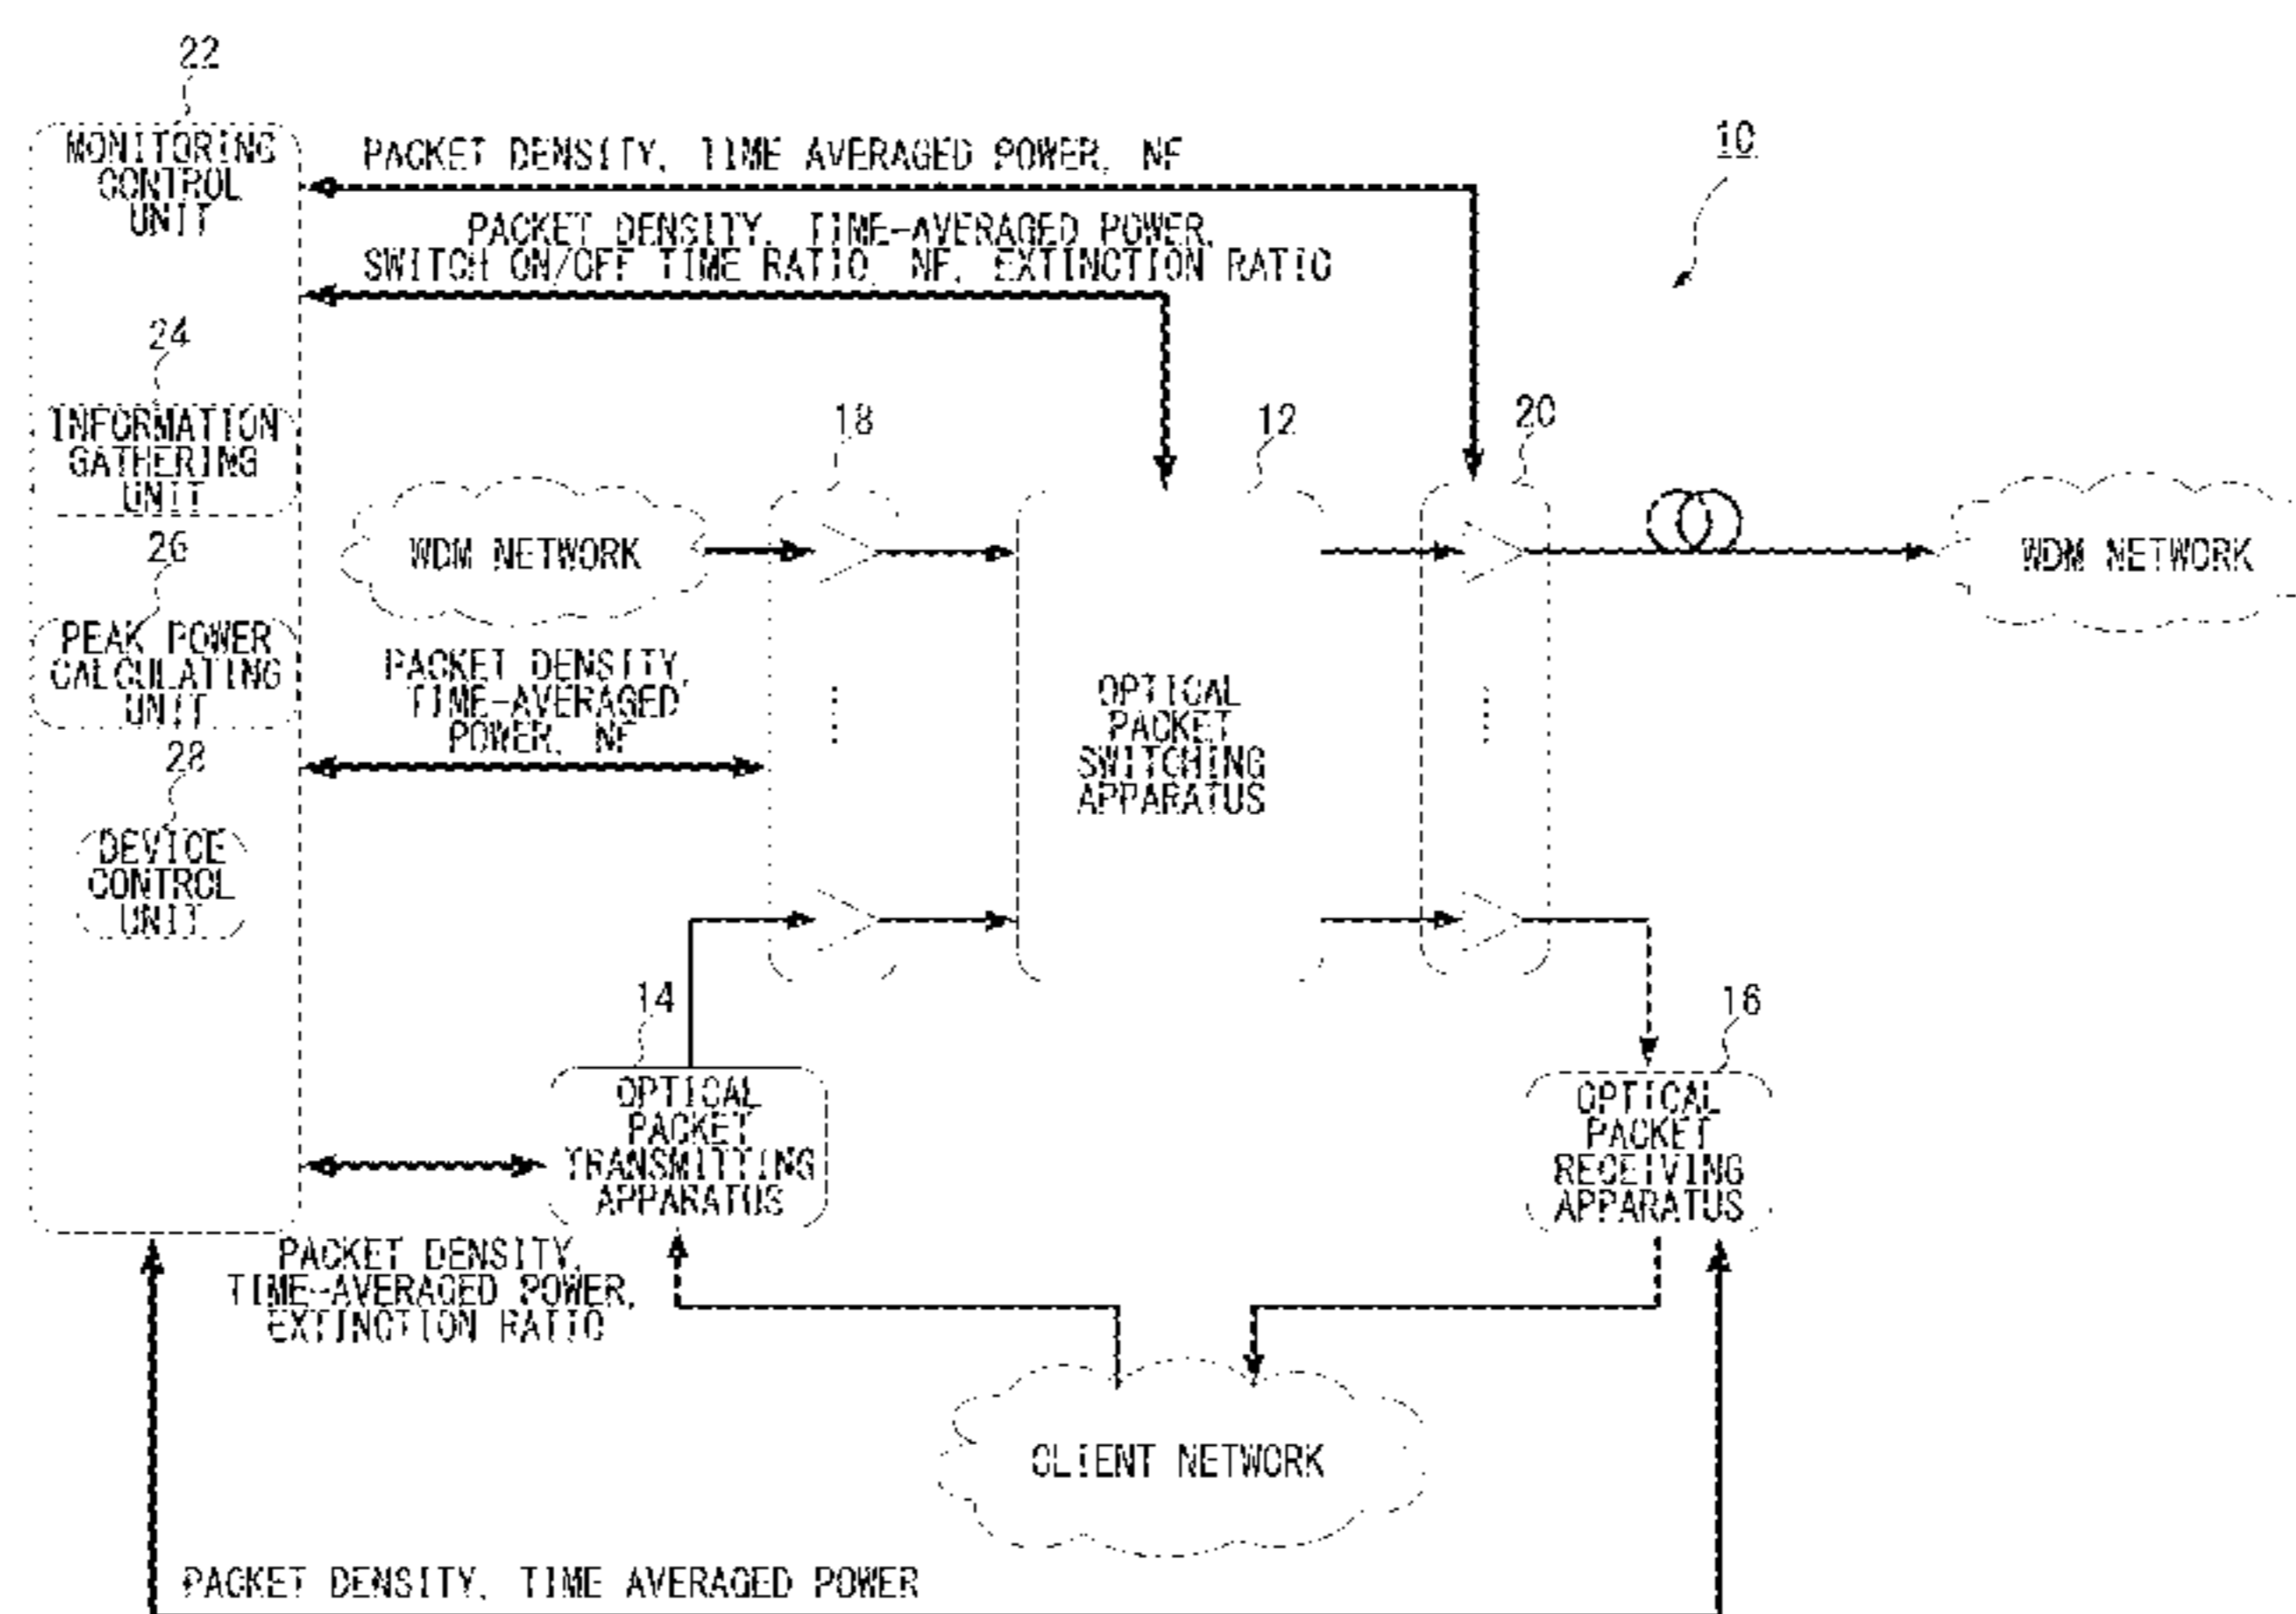 22
MONITORING
CONTROL
UNIT
PACKET DENSITY, TIME AVERAGED POWER, NF
10
PACKET DENSITY, TIME-AVERAGED POWER,
SWITCH ON/OFF TIME RATIO, NF, EXTINCTION RATIO
24
INFORMATION
GATHERING
UNIT
18
12
20
WDM NETWORK
WDM NETWORK
26
PEAK POWER
CALCULATING
UNIT
PACKET DENSITY,
TIME-AVERAGED
POWER, NF
OPTICAL
PACKET
SWITCHING
APPARATUS
28
DEVICE
CONTROL
UNIT
14
OPTICAL
PACKET
TRANSMITTING
APPARATUS
16
OPTICAL
PACKET
RECEIVING
APPARATUS
PACKET DENSITY,
TIME-AVERAGED POWER,
EXTINCTION RATIO
CLIENT NETWORK
PACKET DENSITY, TIME AVERAGED POWER